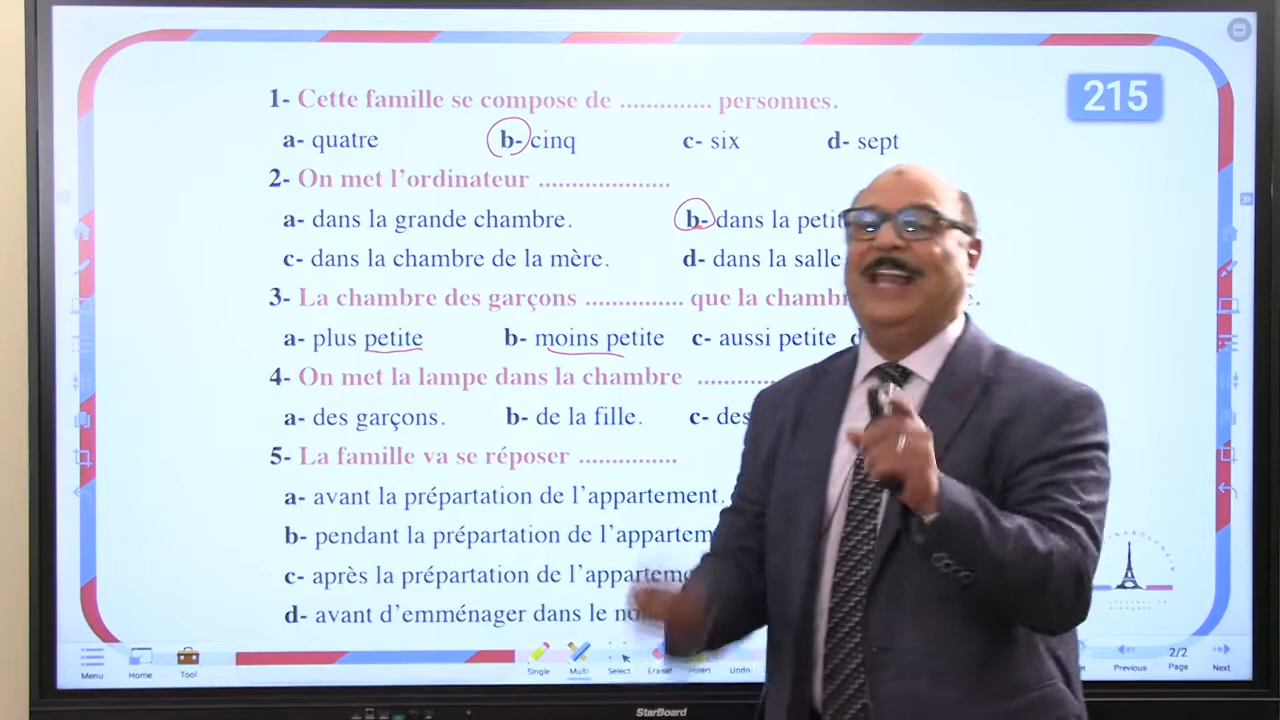 215
1- Cette famille se compose de .............. personnes.
a- quatre b- cinq c- six d- sept
2- On met l’ordinateur ....................
a- dans la grande chambre. b- dans la
c- dans la chambre de la mère. d- dans la salle
3- La chambre des garçons ............... que la
a- plus petite b- moins petite c- aussi petite
4- On met la lampe dans la chambre ............
a- des garçons. b- de la fille. c- des
5- La famille va se réposer ...............
a- avant la prépartation de l’appartement.
b- pendant la prépartation de
c- après la prépartation de
d- avant d’emménager dans le
Menu Home Tool Single Multi Select Eraser Insert Undo Previous 2/2 Page Next
StarBoard